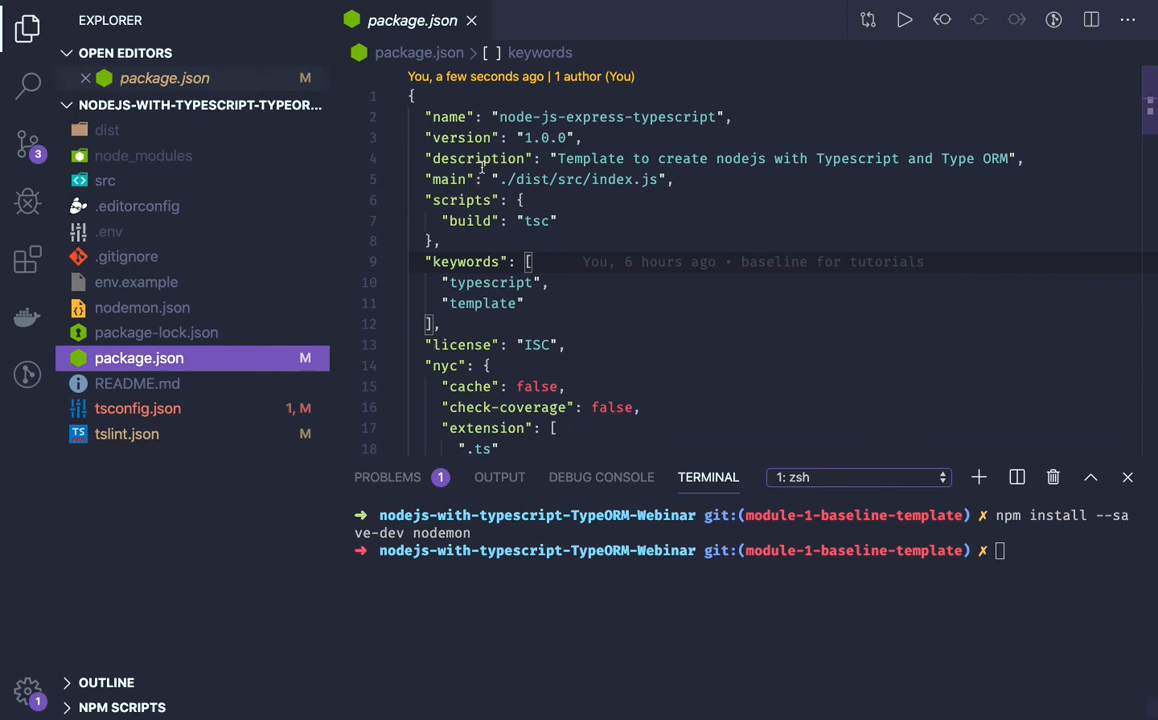 EXPLORER
OPEN EDITORS
package.json M
NODEJS-WITH-TYPESCRIPT-TYPEOR...
dist
node_modules
src
.editorconfig
.env
.gitignore
env.example
nodemon.json
package-lock.json
package.json M
README.md
tsconfig.json 1, M
tslint.json M
OUTLINE
NPM SCRIPTS
3
1
package.json
package.json > [ ] keywords
You, a few seconds ago | 1 author (You)
1 {
2 "name": "node-js-express-typescript",
3 "version": "1.0.0",
4 "description": "Template to create nodejs with Typescript and Type ORM",
5 "main": "./dist/src/index.js",
6 "scripts": {
7 "build": "tsc"
8 },
9 "keywords": [ You, 6 hours ago • baseline for tutorials
10 "typescript",
11 "template"
12 ],
13 "license": "ISC",
14 "nyc": {
15 "cache": false,
16 "check-coverage": false,
17 "extension": [
18 ".ts"
PROBLEMS 1 OUTPUT DEBUG CONSOLE TERMINAL 1: zsh
➜ nodejs-with-typescript-TypeORM-Webinar git:(module-1-baseline-template) ✗ npm install --sa
ve-dev nodemon
➜ nodejs-with-typescript-TypeORM-Webinar git:(module-1-baseline-template) ✗